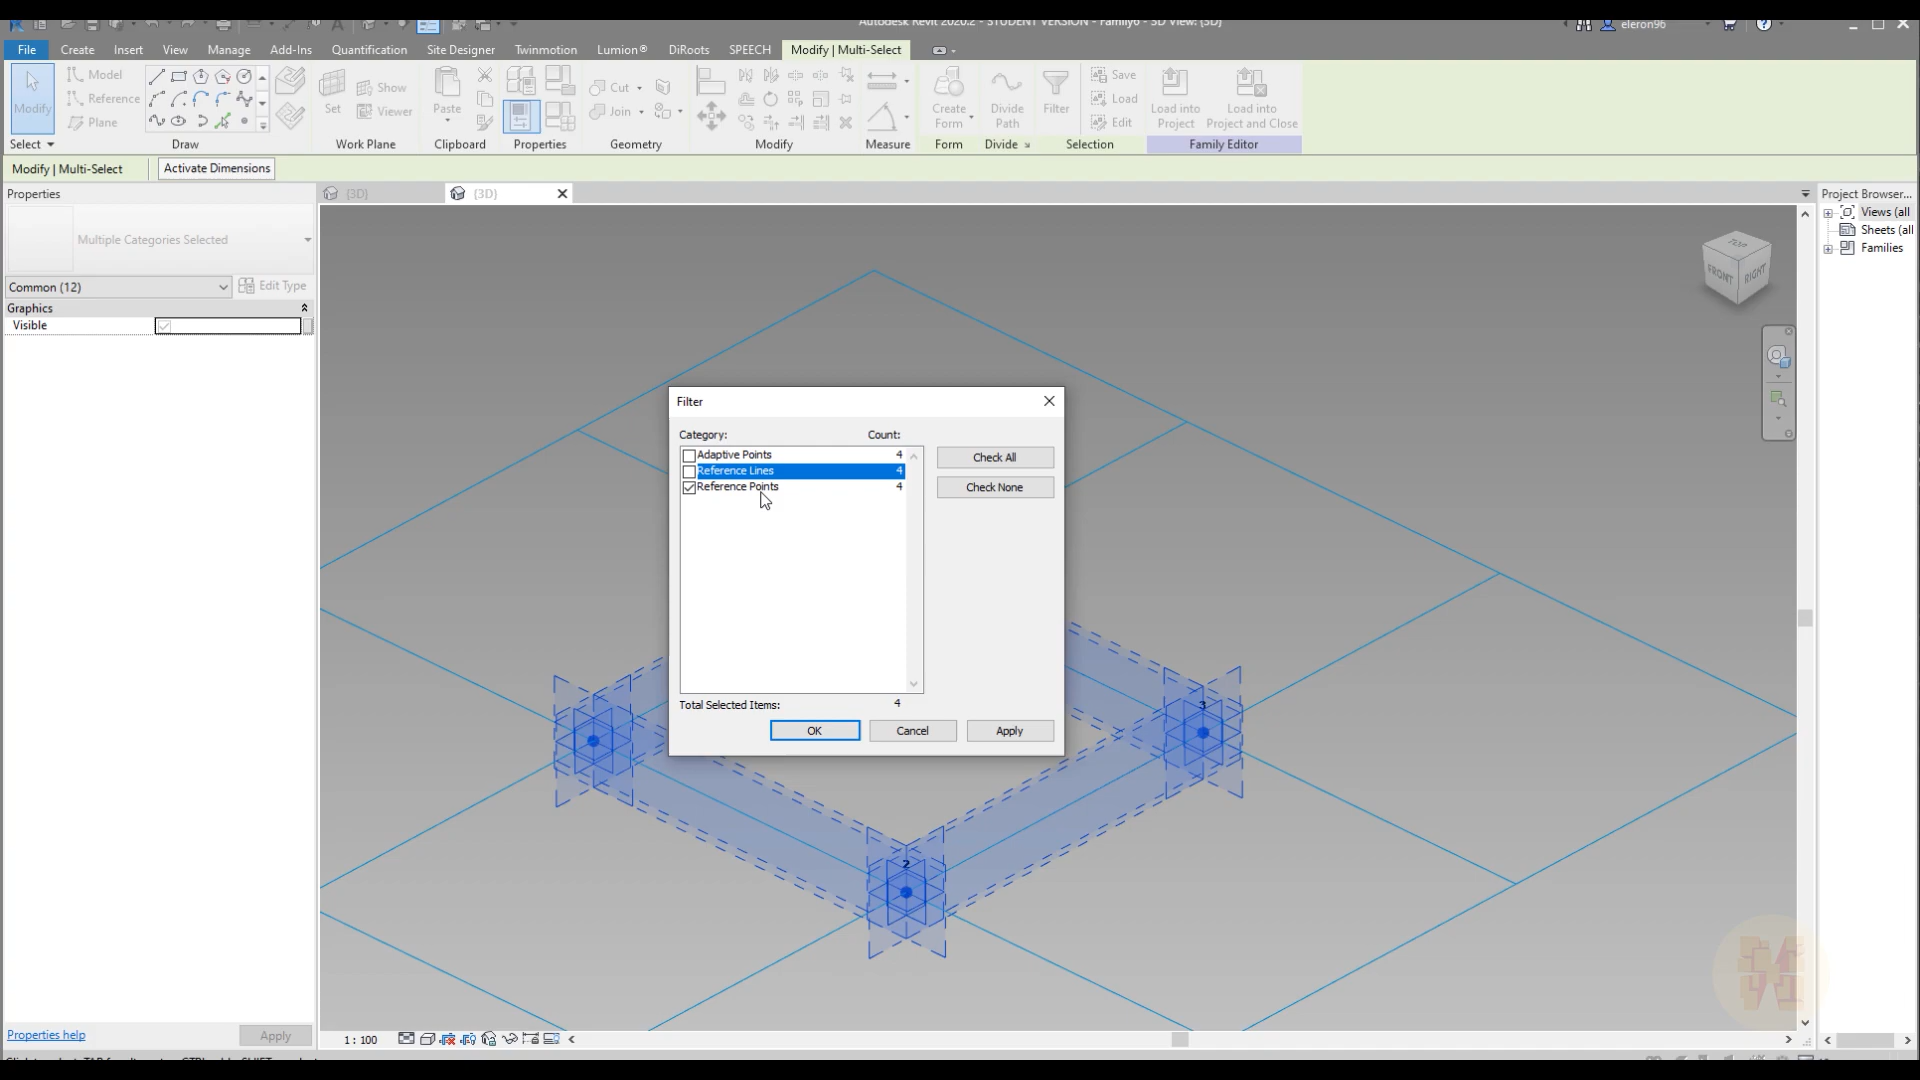 Autodesk Revit 2020.2 - STUDENT VERSION - Family6 - 3D View: {3D}
eleron96
File Create Insert View Manage Add-Ins Quantification Site Designer Twinmotion Lumion® DiRoots SPEECH Modify | Multi-Select
Modify Model Reference Plane Set Show Viewer Paste Cut Join Create Form Divide Path Filter Save Load Edit Load into Project Load into Project and Close
Select Draw Work Plane Clipboard Properties Geometry Modify Measure Form Divide Selection Family Editor
Modify | Multi-Select Activate Dimensions
Properties {3D} {3D} Project Browser...
Multiple Categories Selected
Views (all
Sheets (all
Families
Common (12) Edit Type
Graphics
Visible
TOP
FRONT RIGHT
Filter
Category: Count:
Adaptive Points 4
Reference Lines 4
Reference Points 4
Check All
Check None
Total Selected Items: 4
OK Cancel Apply
3
2
Properties help Apply
1 : 100